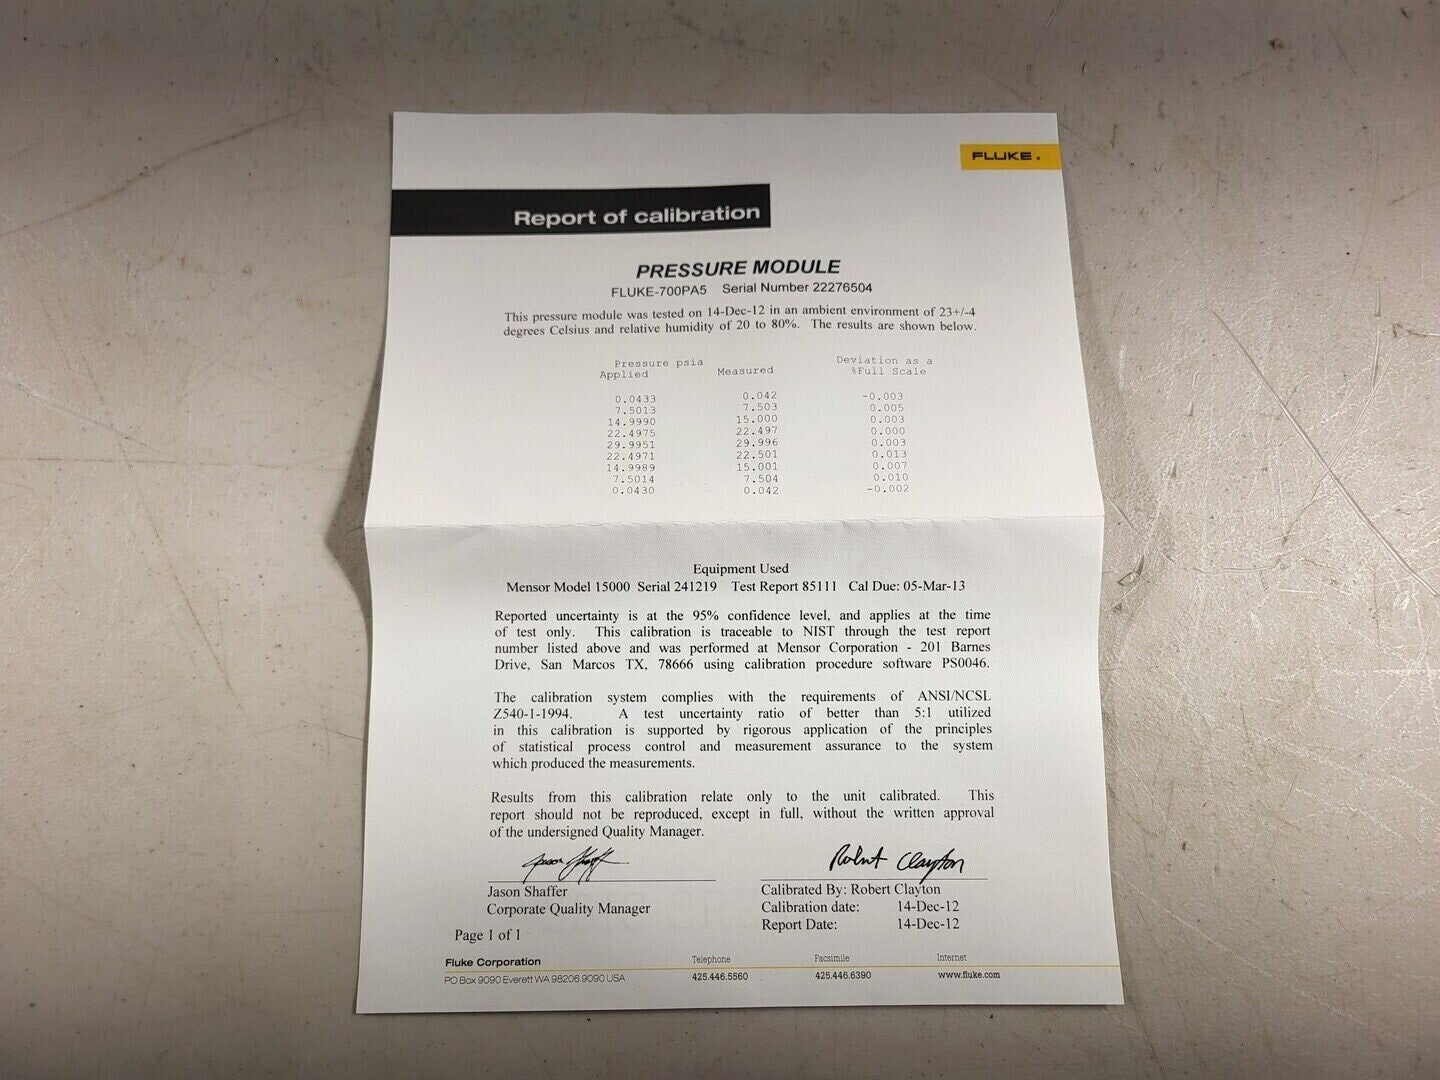 FLUKE.
Report of calibration
PRESSURE MODULE
FLUKE-700PA5 Serial Number 22276504
This pressure module was tested on 14-Dec-12 in an ambient environment of 23+/-4
degrees Celsius and relative humidity of 20 to 80%. The results are shown below.
Pressure psia Deviation as a
Applied Measured %Full Scale
0.0433 0.042 -0.003
7.5013 7.503 0.005
14.9990 15.000 0.003
22.4975 22.497 0.000
29.9951 29.996 0.003
22.4971 22.501 0.013
14.9989 15.001 0.007
7.5014 7.504 0.010
0.0430 0.042 -0.002
Equipment Used
Mensor Model 15000 Serial 241219 Test Report 85111 Cal Due: 05-Mar-13
Reported uncertainty is at the 95% confidence level, and applies at the time
of test only. This calibration is traceable to NIST through the test report
number listed above and was performed at Mensor Corporation - 201 Barnes
Drive, San Marcos TX, 78666 using calibration procedure software PS0046.
The calibration system complies with the requirements of ANSI/NCSL
Z540-1-1994. A test uncertainty ratio of better than 5:1 utilized
in this calibration is supported by rigorous application of the principles
of statistical process control and measurement assurance to the system
which produced the measurements.
Results from this calibration relate only to the unit calibrated. This
report should not be reproduced, except in full, without the written approval
of the undersigned Quality Manager.
Jason Shaffer Robert Clayton
Jason Shaffer Calibrated By: Robert Clayton
Corporate Quality Manager Calibration date: 14-Dec-12
Report Date: 14-Dec-12
Page 1 of 1
Fluke Corporation Telephone Facsimile Internet
PO Box 9090 Everett WA 98206.9090 USA 425.446.5560 425.446.6390 www.fluke.com